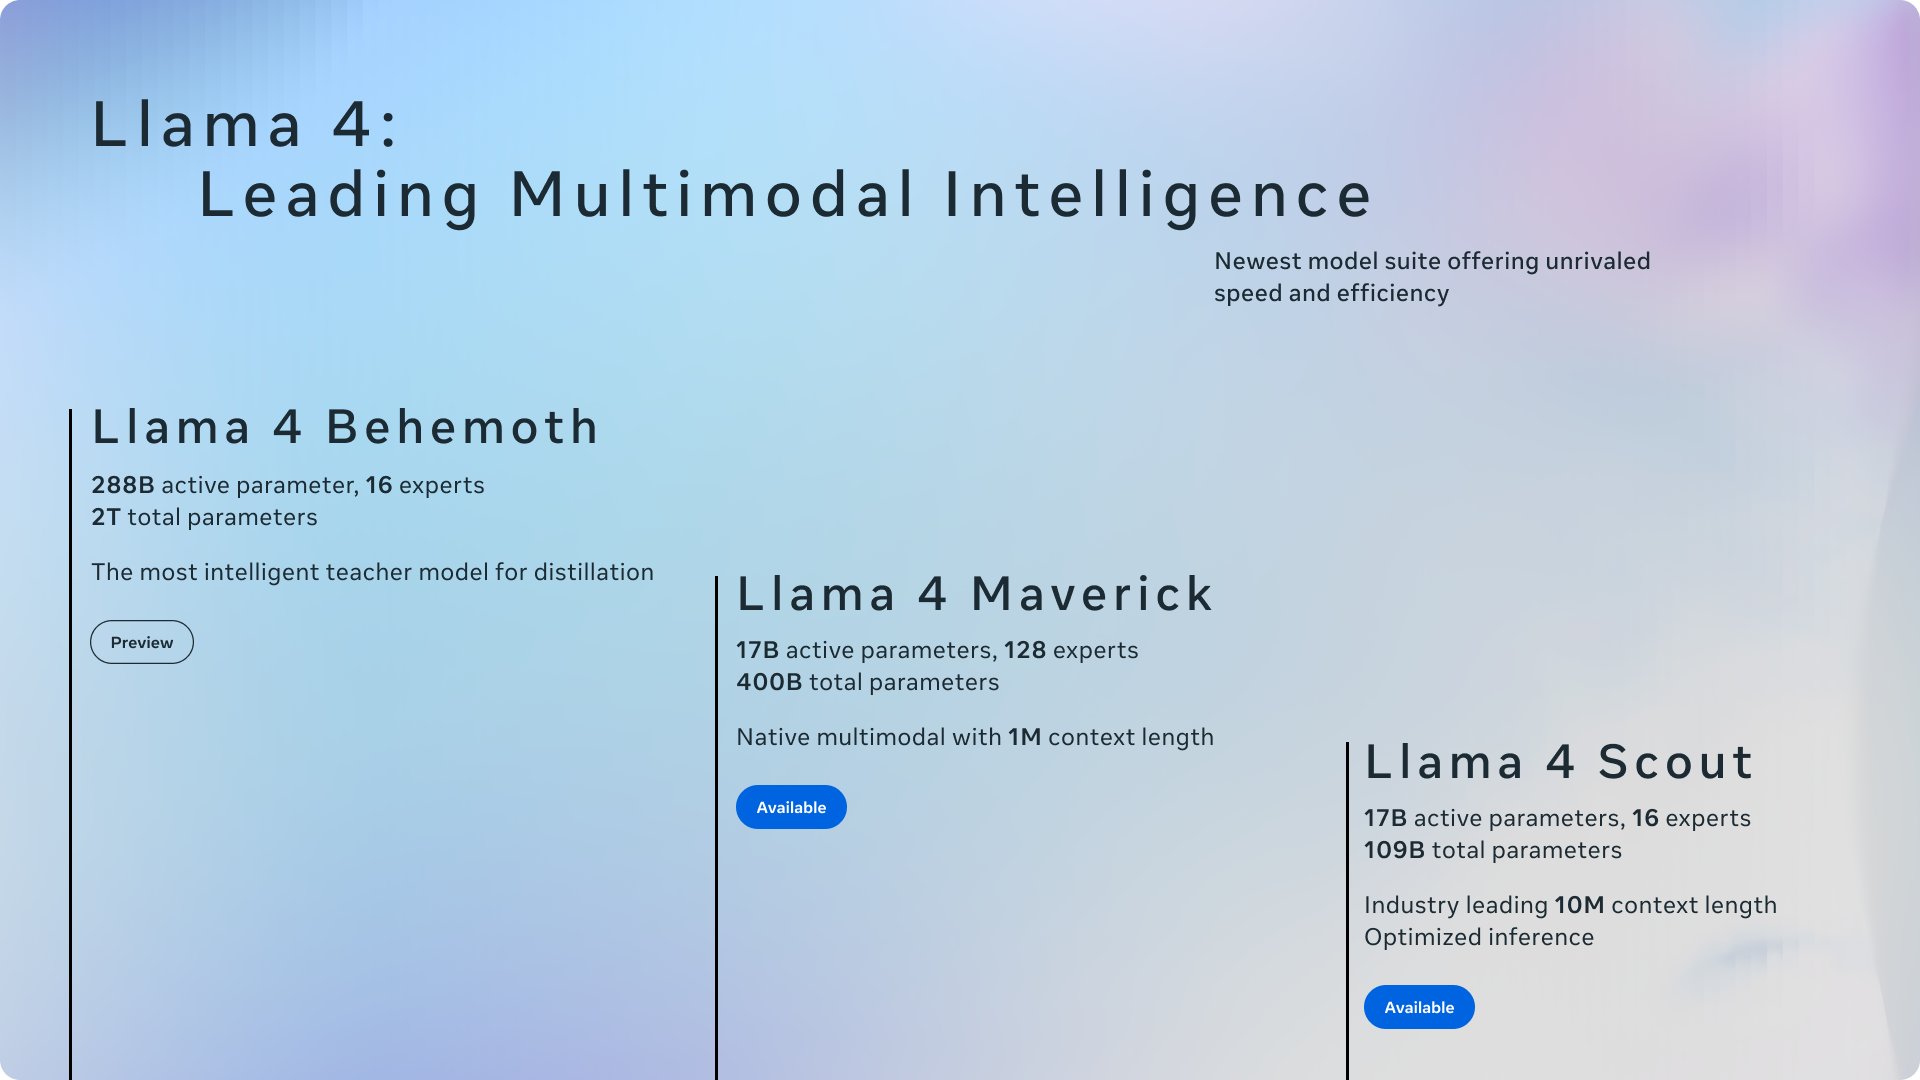 Llama 4:
Leading Multimodal Intelligence
Newest model suite offering unrivaled
speed and efficiency
Llama 4 Behemoth
288B active parameter, 16 experts
2T total parameters
The most intelligent teacher model for distillation
Preview
Llama 4 Maverick
17B active parameters, 128 experts
400B total parameters
Native multimodal with 1M context length
Available
Llama 4 Scout
17B active parameters, 16 experts
109B total parameters
Industry leading 10M context length
Optimized inference
Available